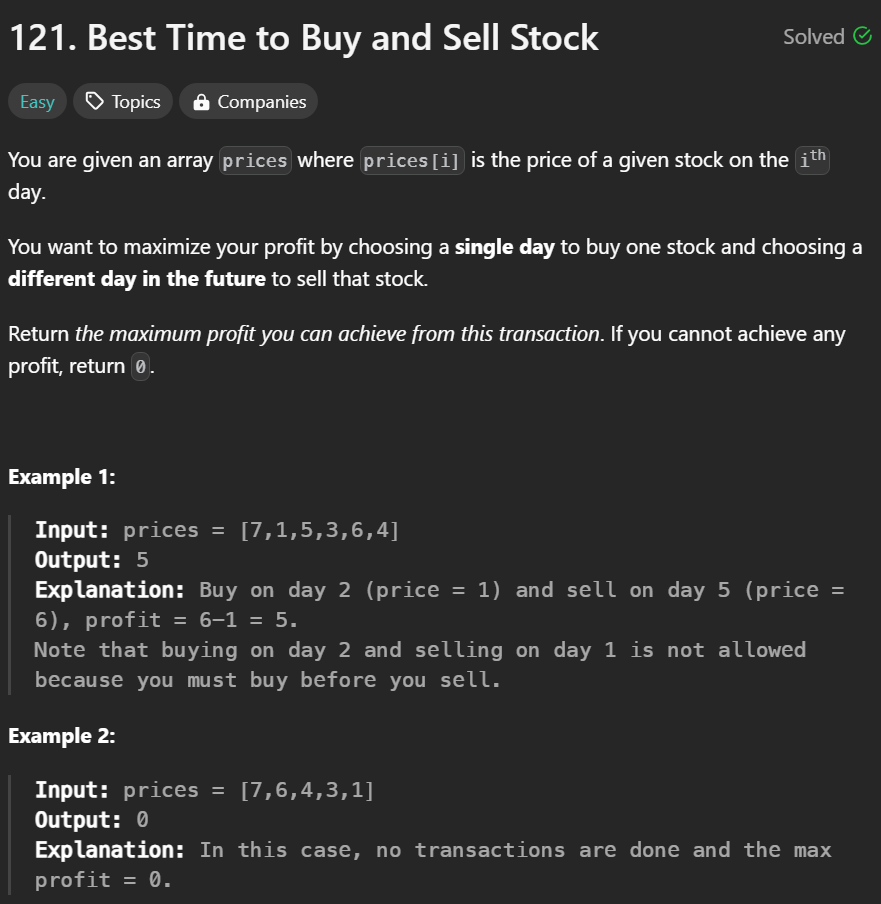 121. Best Time to Buy and Sell Stock
Solved
Easy
Topics
Companies
You are given an array prices where prices[i] is the price of a given stock on the ith
day.
You want to maximize your profit by choosing a single day to buy one stock and choosing a
different day in the future to sell that stock.
Return the maximum profit you can achieve from this transaction. If you cannot achieve any
profit, return 0.
Example 1:
Input: prices = [7,1,5,3,6,4]
Output: 5
Explanation: Buy on day 2 (price = 1) and sell on day 5 (price =
6), profit = 6-1 = 5.
Note that buying on day 2 and selling on day 1 is not allowed
because you must buy before you sell.
Example 2:
Input: prices = [7,6,4,3,1]
Output: 0
Explanation: In this case, no transactions are done and the max
profit = 0.